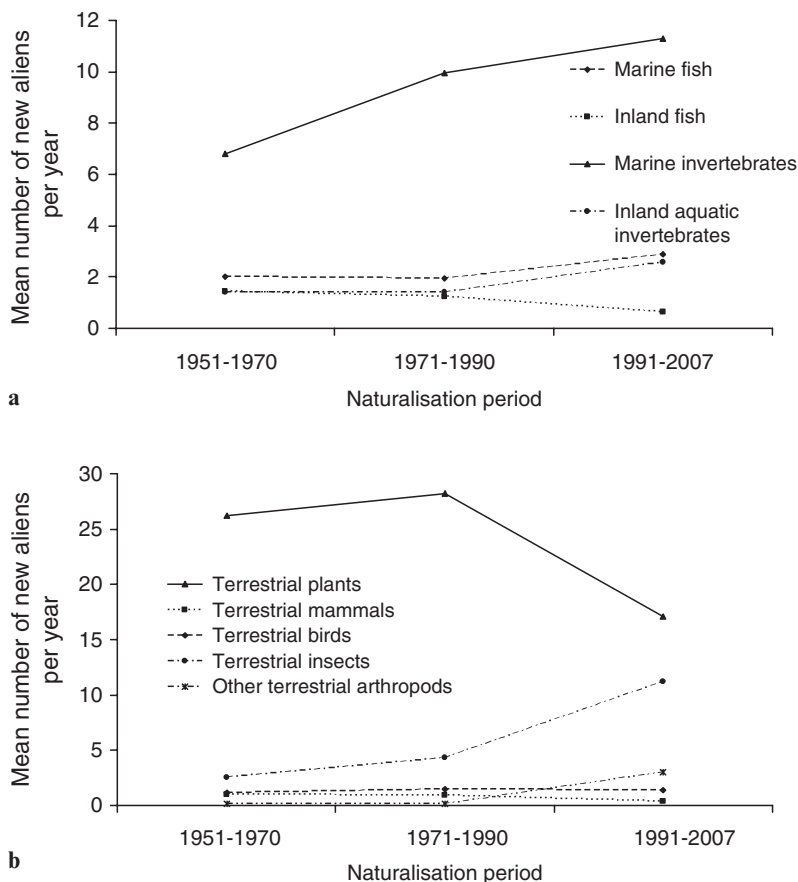 Mean number of new aliens
per year
12
10
8
6
4
2
0
Marine fish
Inland fish
Marine invertebrates
Inland aquatic
invertebrates
1951-1970
1971-1990
1991-2007
Naturalisation period
a
Mean number of new aliens
per year
30
25
20
15
10
5
0
Terrestrial plants
Terrestrial mammals
Terrestrial birds
Terrestrial insects
Other terrestrial arthropods
1951-1970
1971-1990
1991-2007
Naturalisation period
b